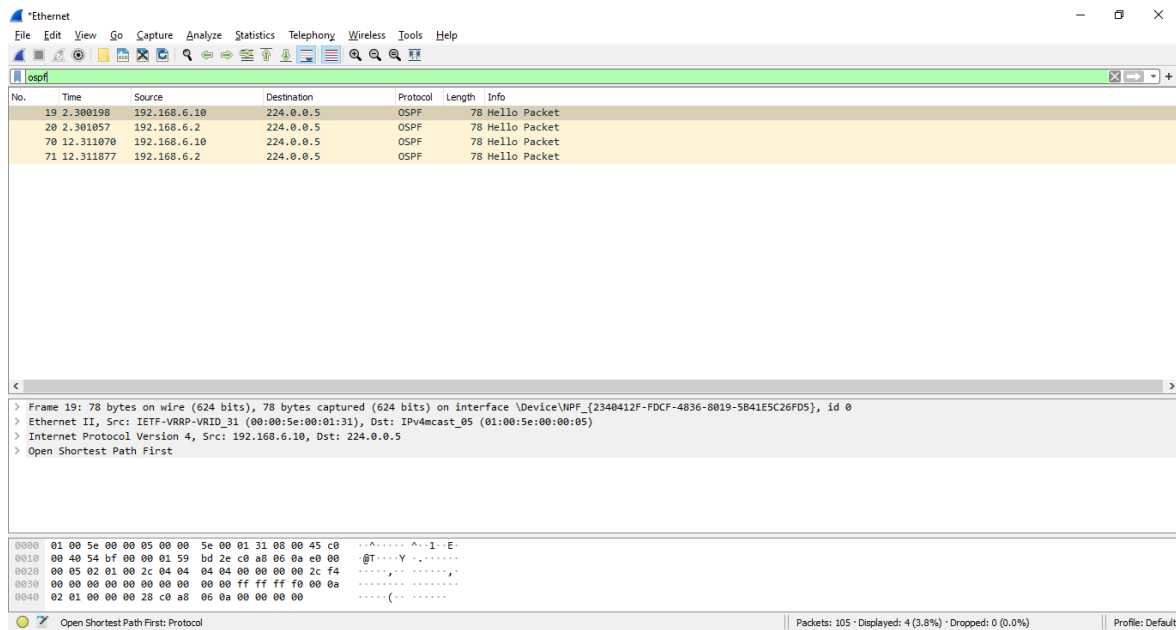 *Ethernet
File Edit View Go Capture Analyze Statistics Telephony Wireless Tools Help
ospf
No. Time Source Destination Protocol Length Info
19 2.300198 192.168.6.10 224.0.0.5 OSPF 78 Hello Packet
20 2.301057 192.168.6.2 224.0.0.5 OSPF 78 Hello Packet
70 12.311070 192.168.6.10 224.0.0.5 OSPF 78 Hello Packet
71 12.311877 192.168.6.2 224.0.0.5 OSPF 78 Hello Packet
> Frame 19: 78 bytes on wire (624 bits), 78 bytes captured (624 bits) on interface \Device\NPF_{2340412F-FDCF-4836-8019-5B41E5C26FD5}, id 0
> Ethernet II, Src: IETF-VRRP-VRID_31 (00:00:5e:00:01:31), Dst: IPv4mcast_05 (01:00:5e:00:00:05)
> Internet Protocol Version 4, Src: 192.168.6.10, Dst: 224.0.0.5
> Open Shortest Path First
0000 01 00 5e 00 00 05 00 00 5e 00 01 31 08 00 45 c0 ··^····· ^··1··E·
0010 00 40 54 bf 00 00 01 59 bd 2e c0 a8 06 0a e0 00 ·@T····Y ·.······
0020 00 05 02 01 00 2c 04 04 04 04 00 00 00 00 2c f4 ·····,·· ······,·
0030 00 00 00 00 00 00 00 00 00 00 ff ff ff f0 00 0a ········ ········
0040 02 01 00 00 00 28 c0 a8 06 0a 00 00 00 00 ·····(·· ······
Open Shortest Path First: Protocol Packets: 105 · Displayed: 4 (3.8%) · Dropped: 0 (0.0%) Profile: Default